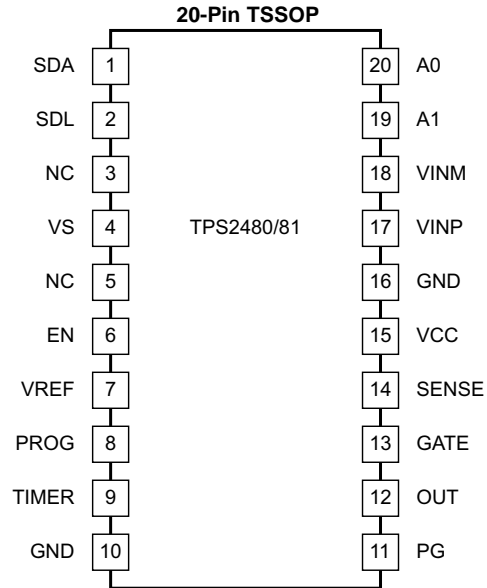 20-Pin TSSOP
SDA 1 20 A0
SDL 2 19 A1
NC 3 18 VINM
VS 4 TPS2480/81 17 VINP
NC 5 16 GND
EN 6 15 VCC
VREF 7 14 SENSE
PROG 8 13 GATE
TIMER 9 12 OUT
GND 10 11 PG